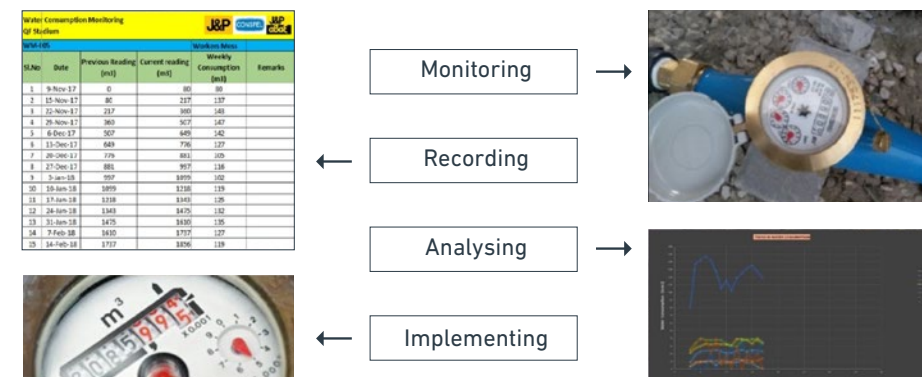 Water Consumption Monitoring
QF Stadium
J&P
CONSPEL
J&P
WM-105 Workers Mess
Sl.No Date Previous Reading (m3) Current reading (m3) Weekly Consumption (m3) Remarks
1 9-Nov-17 0 80 80
2 15-Nov-17 80 217 137
3 22-Nov-17 217 360 143
4 29-Nov-17 360 507 147
5 6-Dec-17 507 649 142
6 13-Dec-17 649 776 127
7 20-Dec-17 776 881 105
8 27-Dec-17 881 997 116
9 3-Jan-18 997 1099 102
10 10-Jan-18 1099 1218 119
11 17-Jan-18 1218 1343 125
12 24-Jan-18 1343 1475 132
13 31-Jan-18 1475 1610 135
14 7-Feb-18 1610 1737 127
15 14-Feb-18 1737 1856 119
Monitoring
Recording
Analysing
Implementing
m³
X0.001